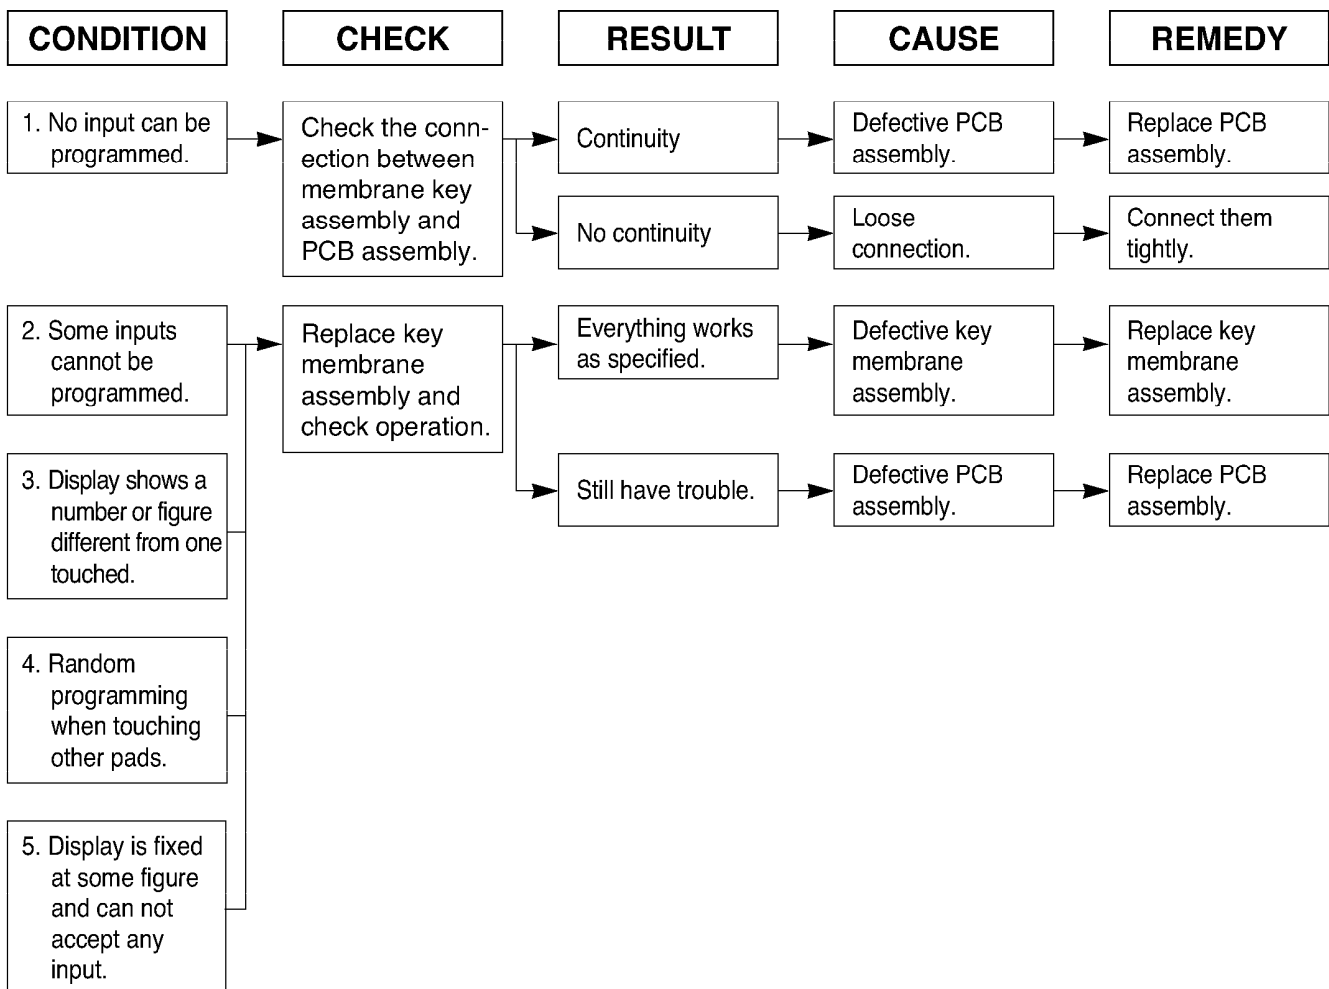 CONDITION
CHECK
RESULT
CAUSE
REMEDY
1. No input can be
programmed.
Check the conn-
ection between
membrane key
assembly and
PCB assembly.
Continuity
Defective PCB
assembly.
Replace PCB
assembly.
No continuity
Loose
connection.
Connect them
tightly.
2. Some inputs
cannot be
programmed.
Replace key
membrane
assembly and
check operation.
Everything works
as specified.
Defective key
membrane
assembly.
Replace key
membrane
assembly.
3. Display shows a
number or figure
different from one
touched.
Still have trouble.
Defective PCB
assembly.
Replace PCB
assembly.
4. Random
programming
when touching
other pads.
5. Display is fixed
at some figure
and can not
accept any
input.